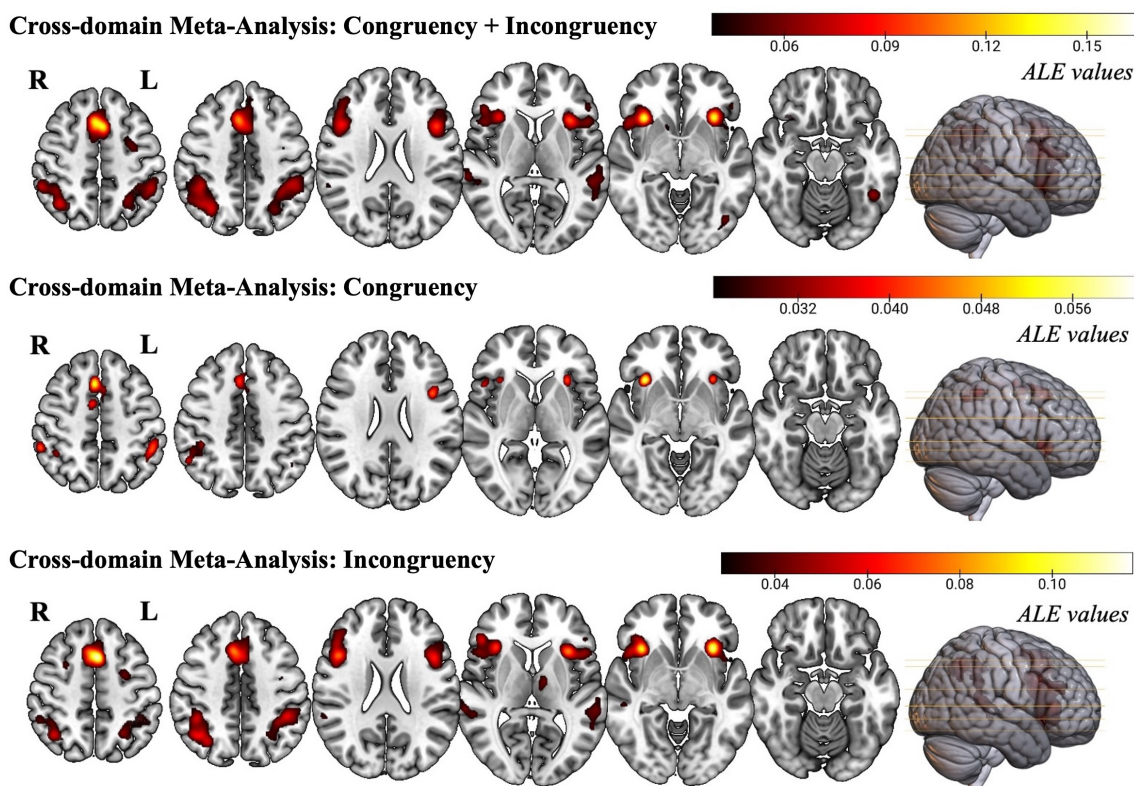 Cross-domain Meta-Analysis: Congruency + Incongruency
0.06 0.09 0.12 0.15
ALE values
R L
Cross-domain Meta-Analysis: Congruency
0.032 0.040 0.048 0.056
ALE values
R L
Cross-domain Meta-Analysis: Incongruency
0.04 0.06 0.08 0.10
ALE values
R L